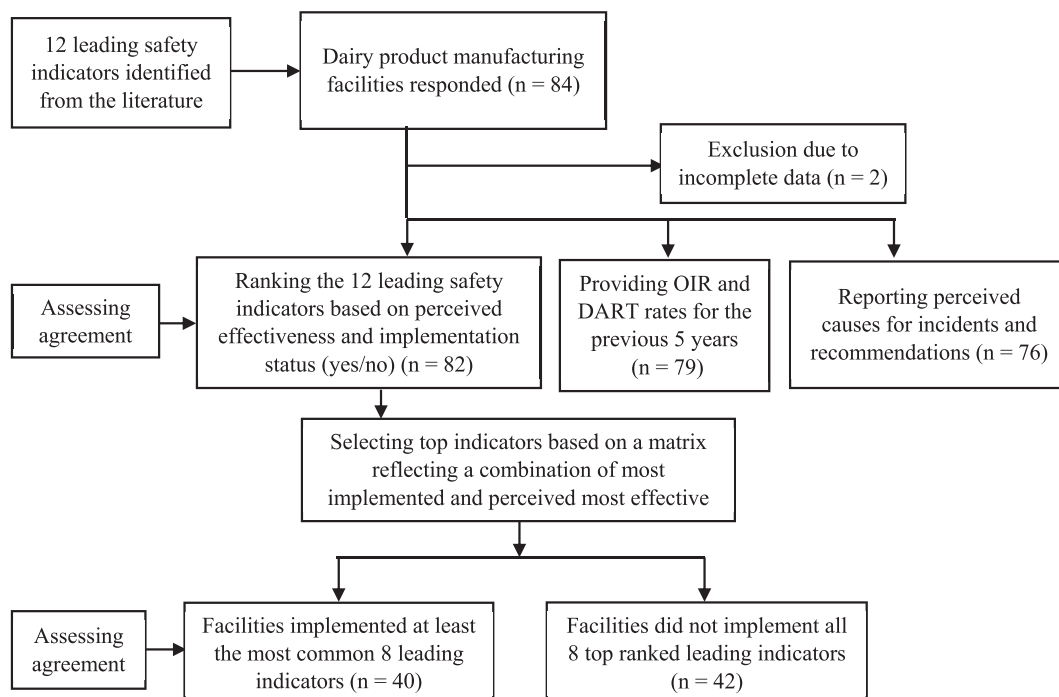 12 leading safety
indicators identified
from the literature
Dairy product manufacturing
facilities responded (n = 84)
Exclusion due to
incomplete data (n = 2)
Assessing
agreement
Ranking the 12 leading safety
indicators based on perceived
effectiveness and implementation
status (yes/no) (n = 82)
Providing OIR and
DART rates for the
previous 5 years
(n = 79)
Reporting perceived
causes for incidents and
recommendations (n = 76)
Selecting top indicators based on a matrix
reflecting a combination of most
implemented and perceived most effective
Assessing
agreement
Facilities implemented at least
the most common 8 leading
indicators (n = 40)
Facilities did not implement all
8 top ranked leading indicators
(n = 42)